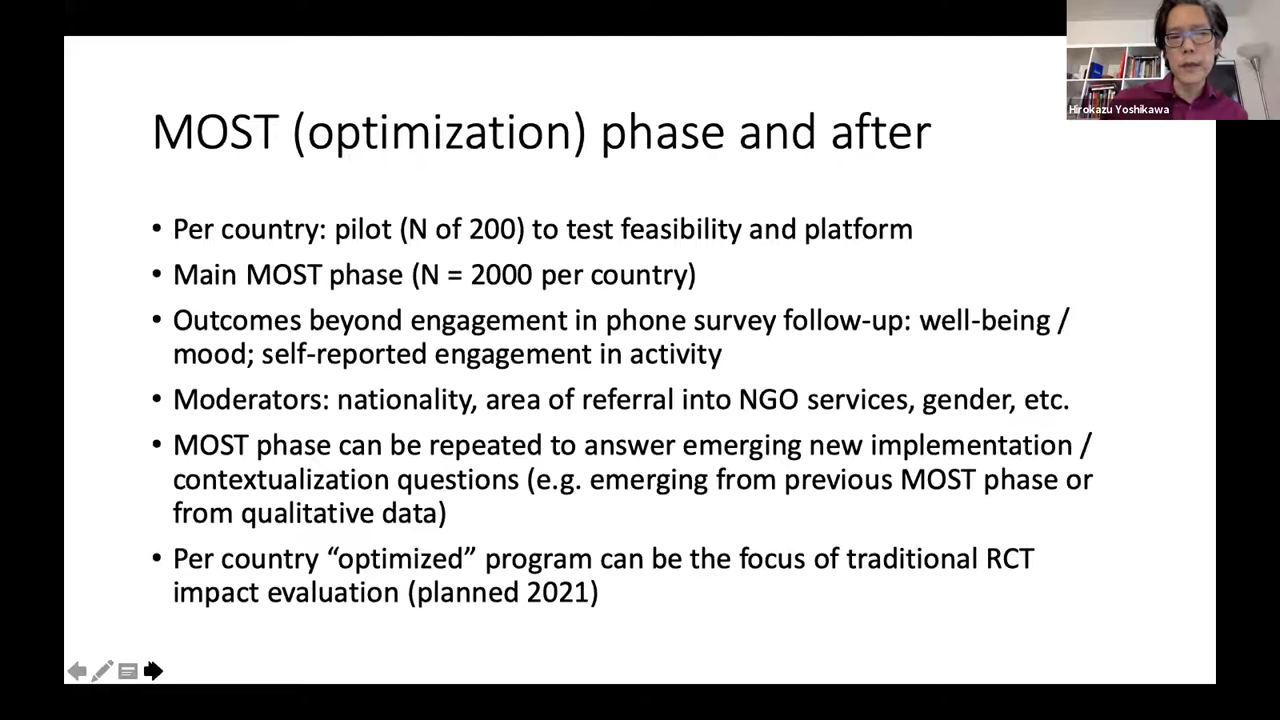 Hirokazu Yoshikawa
MOST (optimization) phase and after
• Per country: pilot (N of 200) to test feasibility and platform
• Main MOST phase (N = 2000 per country)
• Outcomes beyond engagement in phone survey follow-up: well-being /
mood; self-reported engagement in activity
• Moderators: nationality, area of referral into NGO services, gender, etc.
• MOST phase can be repeated to answer emerging new implementation /
contextualization questions (e.g. emerging from previous MOST phase or
from qualitative data)
• Per country “optimized” program can be the focus of traditional RCT
impact evaluation (planned 2021)